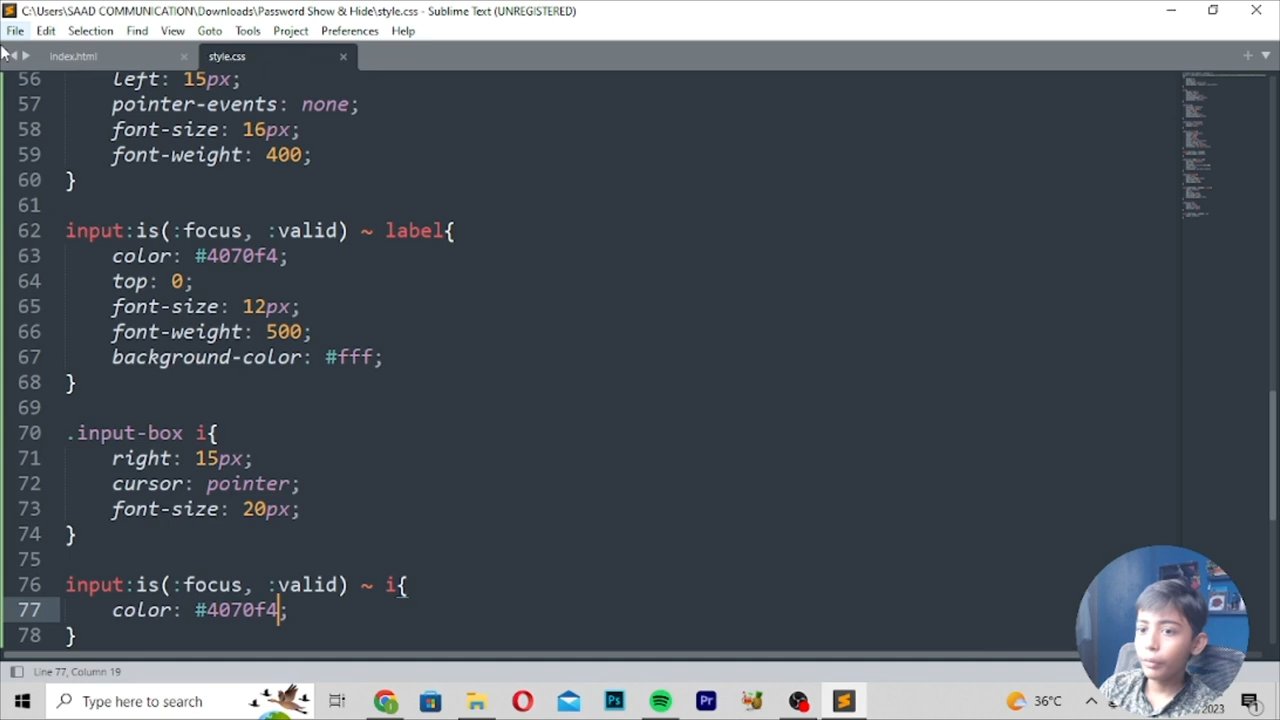 C:\Users\SAAD COMMUNICATION\Downloads\Password Show & Hide\style.css - Sublime Text (UNREGISTERED)
File Edit Selection Find View Goto Tools Project Preferences Help
index.html style.css
56 left: 15px;
57 pointer-events: none;
58 font-size: 16px;
59 font-weight: 400;
60 }
61
62 input:is(:focus, :valid) ~ label{
63 color: #4070f4;
64 top: 0;
65 font-size: 12px;
66 font-weight: 500;
67 background-color: #fff;
68 }
69
70 .input-box i{
71 right: 15px;
72 cursor: pointer;
73 font-size: 20px;
74 }
75
76 input:is(:focus, :valid) ~ i{
77 color: #4070f4;
78 }
Line 77, Column 19
Type here to search
Ps
Pr
S
36°C
2023